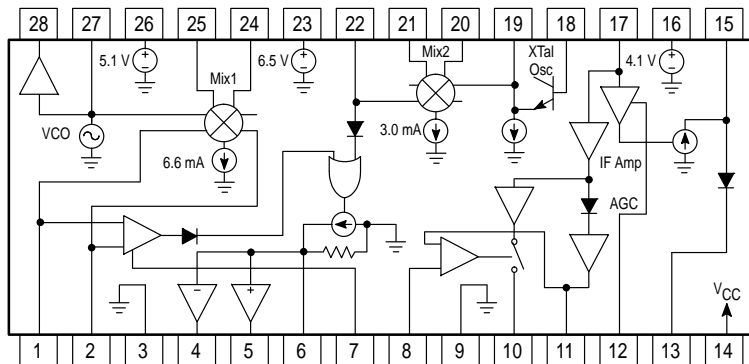 28 27 26 25 24 23 22 21 20 19 18 17 16 15
5.1 V
Mix1
6.5 V
Mix2
XTal
Osc
4.1 V
VCO
6.6 mA
3.0 mA
IF Amp
AGC
VCC
1 2 3 4 5 6 7 8 9 10 11 12 13 14